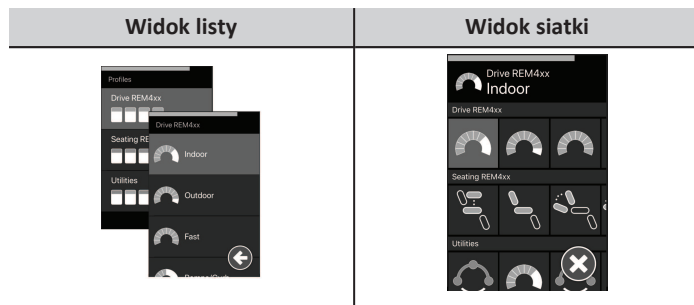 Widok listy
Widok siatki
Profiles
Drive REM4xx
Seating RE
Utilities
Drive REM4xx
Indoor
Outdoor
Fast
Drive REM4xx
Indoor
Drive REM4xx
Seating REM4xx
Utilities